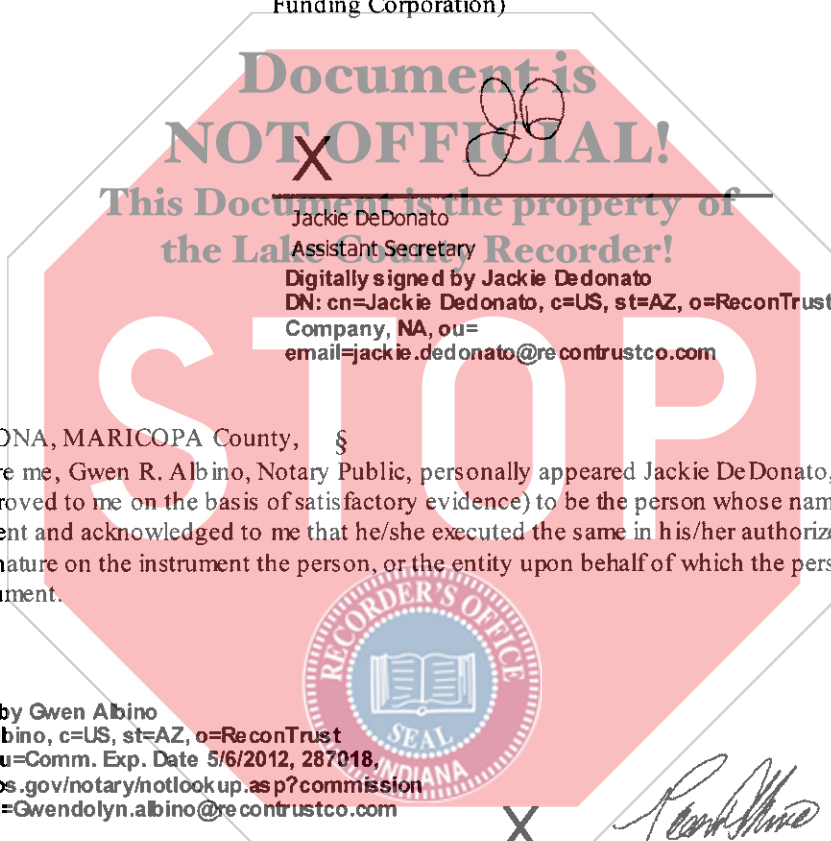 Funding Corporation)
Document is
NOT OFFICIAL!
X
This Document is the property of
the Lake County Recorder!
Jackie DeDonato
Assistant Secretary
Digitally signed by Jackie Dedonato
DN: cn=Jackie Dedonato, c=US, st=AZ, o=ReconTrust
Company, NA, ou=
email=jackie.dedonato@recontrustco.com
STOP
ONA, MARICOPA County, §
re me, Gwen R. Albino, Notary Public, personally appeared Jackie DeDonato,
roved to me on the basis of satisfactory evidence) to be the person whose nam
ent and acknowledged to me that he/she executed the same in his/her authorize
nature on the instrument the person, or the entity upon behalf of which the pers
ument.
RECORDER'S OFFICE
SEAL
INDIANA
by Gwen Albino
bino, c=US, st=AZ, o=ReconTrust
u=Comm. Exp. Date 5/6/2012, 287018,
os.gov/notary/notlookup.asp?commission
=Gwendolyn.albino@recontrustco.com
X